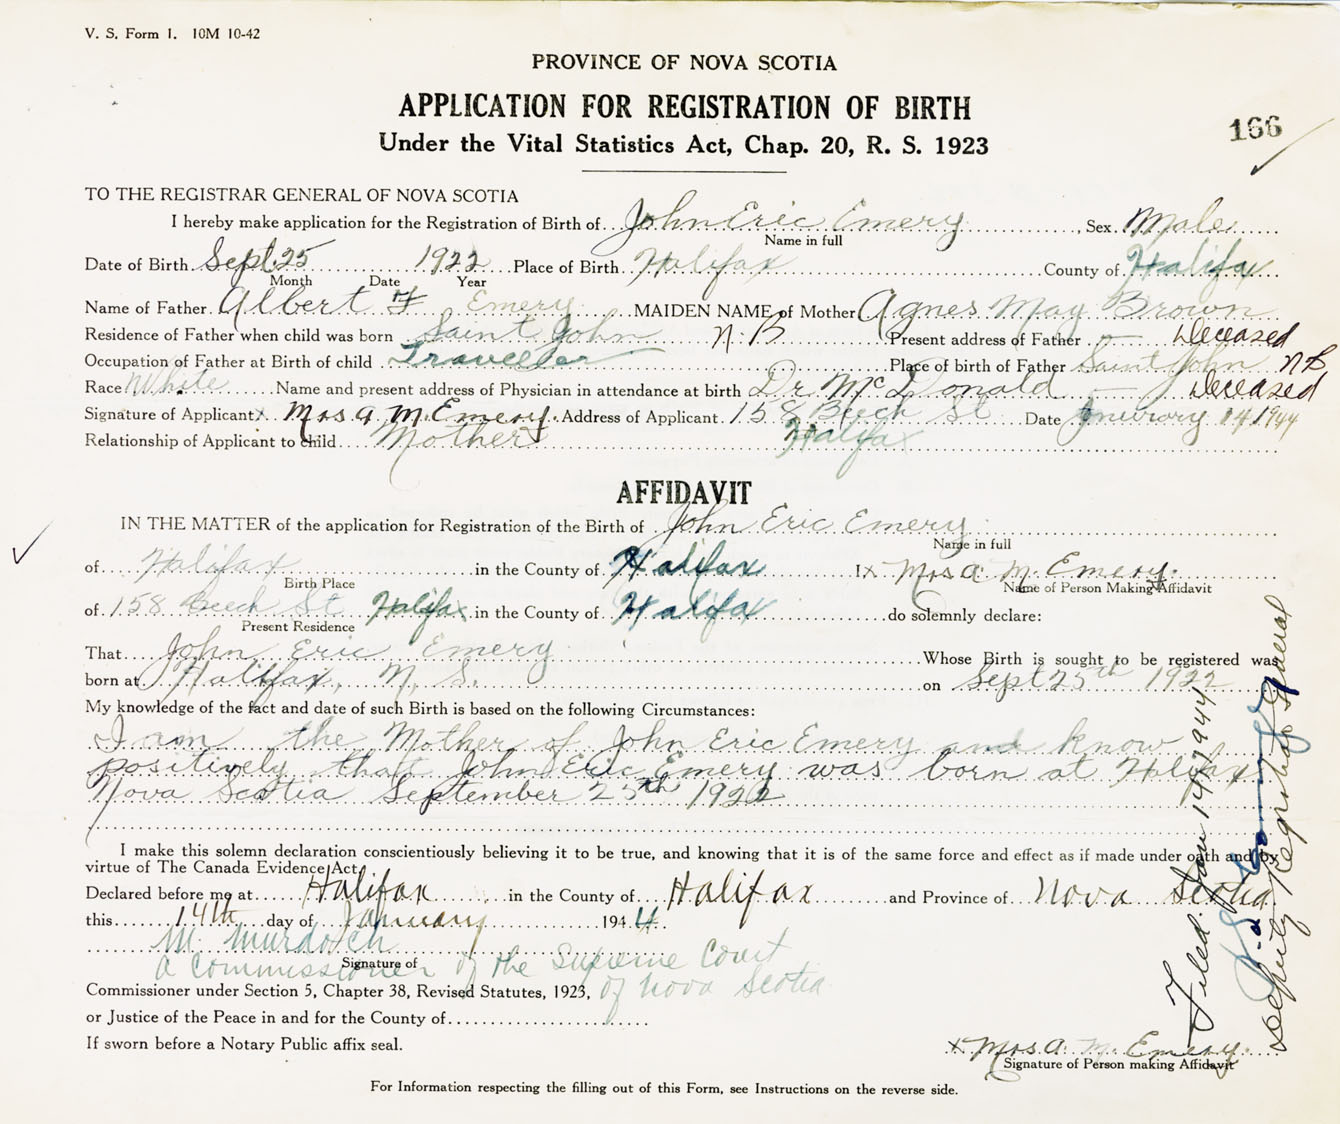 V. S. Form 1. 10M 10-42
PROVINCE OF NOVA SCOTIA
APPLICATION FOR REGISTRATION OF BIRTH
166
Under the Vital Statistics Act, Chap. 20, R. S. 1923
TO THE REGISTRAR GENERAL OF NOVA SCOTIA
I hereby make application for the Registration of Birth of John Eric Emery, Sex Male
Name in full
Date of Birth Sept. 25 1922 Place of Birth Halifax County of Halifax
Month Date Year
Name of Father Albert F Emery MAIDEN NAME of Mother Agnes May Brown
Residence of Father when child was born Saint John N. B Present address of Father — Deceased
Occupation of Father at Birth of child Traveller Place of birth of Father Saint John N B,
Race White Name and present address of Physician in attendance at birth Dr. McDonald — Deceased
Signature of Applicant x Mrs A. M. Emery. Address of Applicant 158 Beech St Date January 14 1944
Relationship of Applicant to child Mother Halifax
AFFIDAVIT
IN THE MATTER of the application for Registration of the Birth of John Eric Emery
Name in full
of Halifax in the County of Halifax I x Mrs A. M. Emery.
Birth Place Name of Person Making Affidavit
of 158 Beech St Halifax in the County of Halifax do solemnly declare:
Present Residence
That John Eric Emery Whose Birth is sought to be registered was
born at Halifax, N. S. on Sept 25th 1922
My knowledge of the fact and date of such Birth is based on the following Circumstances:
I am the Mother of John Eric Emery and know
positively that John Eric Emery was born at Halifax
Nova Scotia September 25th 1922
I make this solemn declaration conscientiously believing it to be true, and knowing that it is of the same force and effect as if made under oath and by
virtue of The Canada Evidence Act.
Declared before me at Halifax in the County of Halifax and Province of Nova Scotia
this 14th day of January 1944.
M. Murdoch
Signature of
a Commissioner of the Supreme Court
Commissioner under Section 5, Chapter 38, Revised Statutes, 1923, of Nova Scotia
or Justice of the Peace in and for the County of
If sworn before a Notary Public affix seal.
x Mrs A. M. Emery.
Signature of Person making Affidavit
For Information respecting the filling out of this Form, see Instructions on the reverse side.
Filed. Jan 14, 1944
Deputy Registrar General